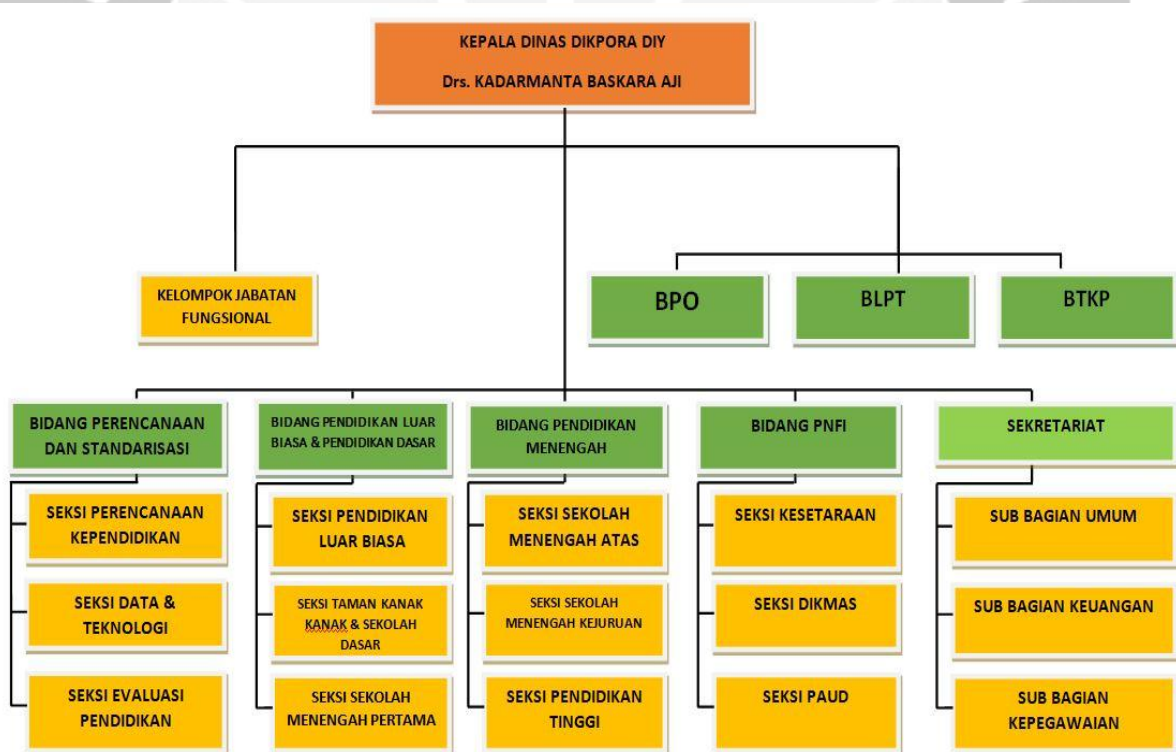 KEPALA DINAS DIKPORA DIY
Drs. KADARMANTA BASKARA AJI
KELOMPOK JABATAN
FUNGSIONAL
BPO
BLPT
BTKP
BIDANG PERENCANAAN
DAN STANDARISASI
BIDANG PENDIDIKAN LUAR
BIASA & PENDIDIKAN DASAR
BIDANG PENDIDIKAN
MENENGAH
BIDANG PNFI
SEKRETARIAT
SEKSI PERENCANAAN
KEPENDIDIKAN
SEKSI PENDIDIKAN
LUAR BIASA
SEKSI SEKOLAH
MENENGAH ATAS
SEKSI KESETARAAN
SUB BAGIAN UMUM
SEKSI DATA &
TEKNOLOGI
SEKSI TAMAN KANAK
KANAK & SEKOLAH
DASAR
SEKSI SEKOLAH
MENENGAH KEJURUAN
SEKSI DIKMAS
SUB BAGIAN KEUANGAN
SEKSI EVALUASI
PENDIDIKAN
SEKSI SEKOLAH
MENENGAH PERTAMA
SEKSI PENDIDIKAN
TINGGI
SEKSI PAUD
SUB BAGIAN
KEPEGAWAIAN